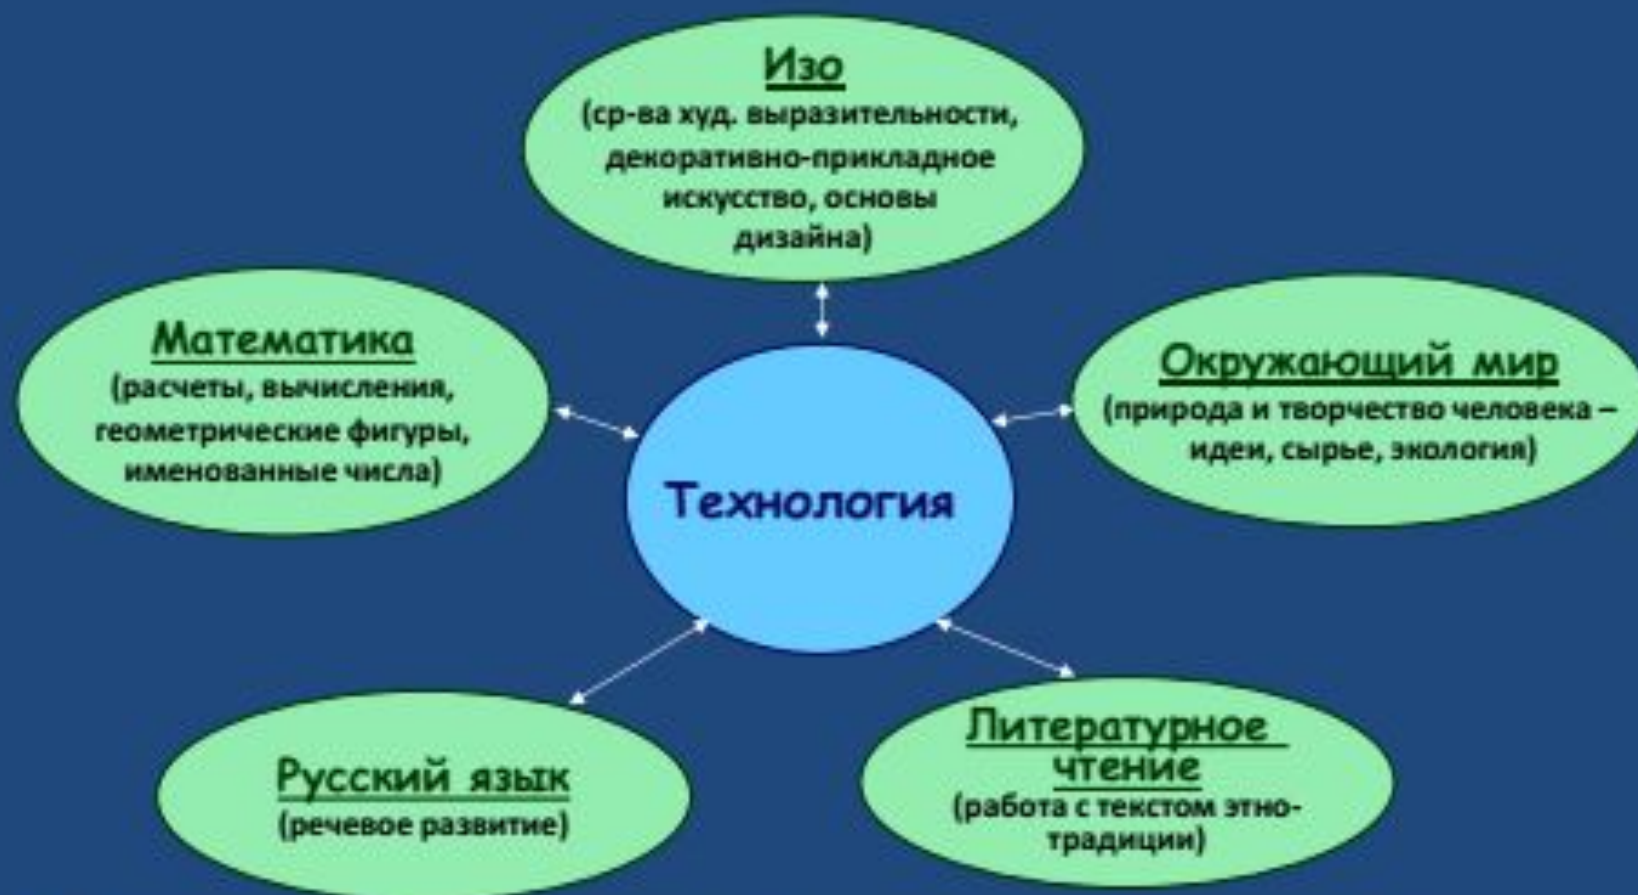 Изо
(ср-ва худ. выразительности,
декоративно-прикладное
искусство, основы
дизайна)
Математика
(расчеты, вычисления,
геометрические фигуры,
именованные числа)
Окружающий мир
(природа и творчество человека –
идеи, сырье, экология)
Технология
Русский язык
(речевое развитие)
Литературное
чтение
(работа с текстом этно-
традиции)